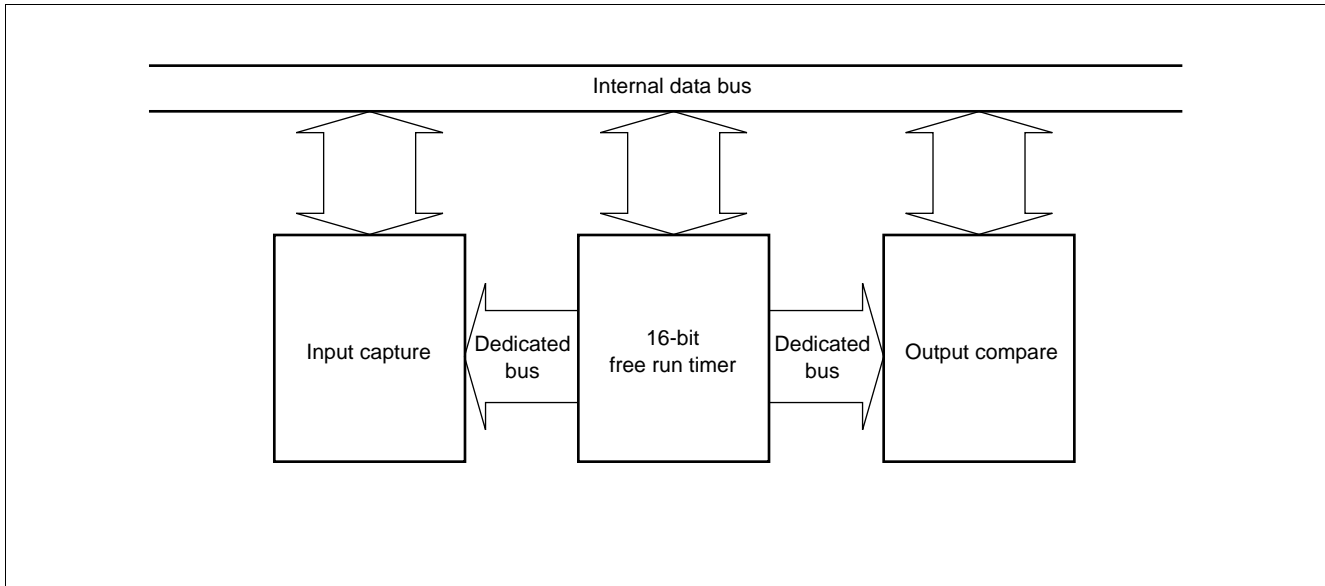 Internal data bus
Input capture
Dedicated
bus
16-bit
free run timer
Dedicated
bus
Output compare